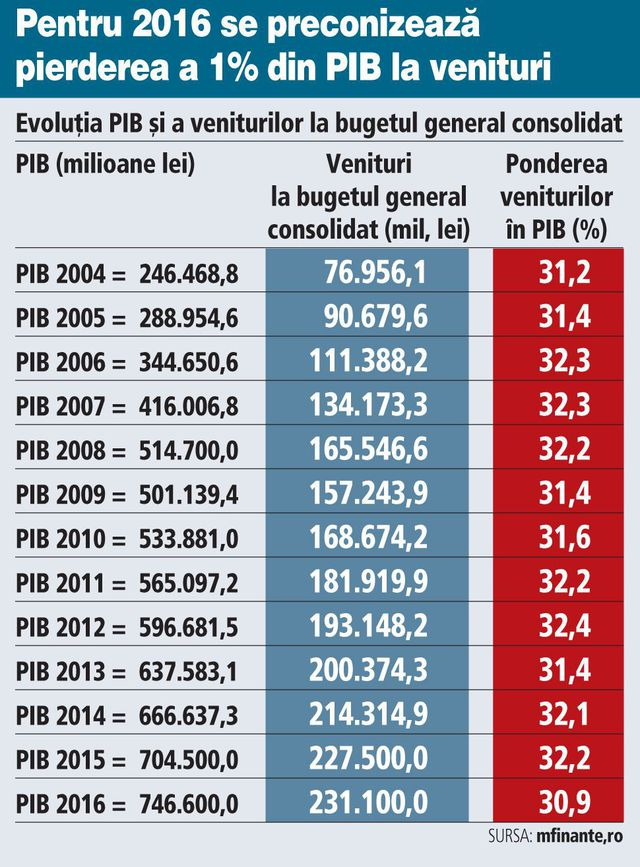 Pentru 2016 se preconizează
pierderea a 1% din PIB la venituri
Evoluția PIB și a veniturilor la bugetul general consolidat
PIB (milioane lei) Venituri Ponderea
la bugetul general veniturilor
consolidat (mil, lei) în PIB (%)
PIB 2004 = 246.468,8 76.956,1 31,2
PIB 2005 = 288.954,6 90.679,6 31,4
PIB 2006 = 344.650,6 111.388,2 32,3
PIB 2007 = 416.006,8 134.173,3 32,3
PIB 2008 = 514.700,0 165.546,6 32,2
PIB 2009 = 501.139,4 157.243,9 31,4
PIB 2010 = 533.881,0 168.674,2 31,6
PIB 2011 = 565.097,2 181.919,9 32,2
PIB 2012 = 596.681,5 193.148,2 32,4
PIB 2013 = 637.583,1 200.374,3 31,4
PIB 2014 = 666.637,3 214.314,9 32,1
PIB 2015 = 704.500,0 227.500,0 32,2
PIB 2016 = 746.600,0 231.100,0 30,9
SURSA: mfinante,ro